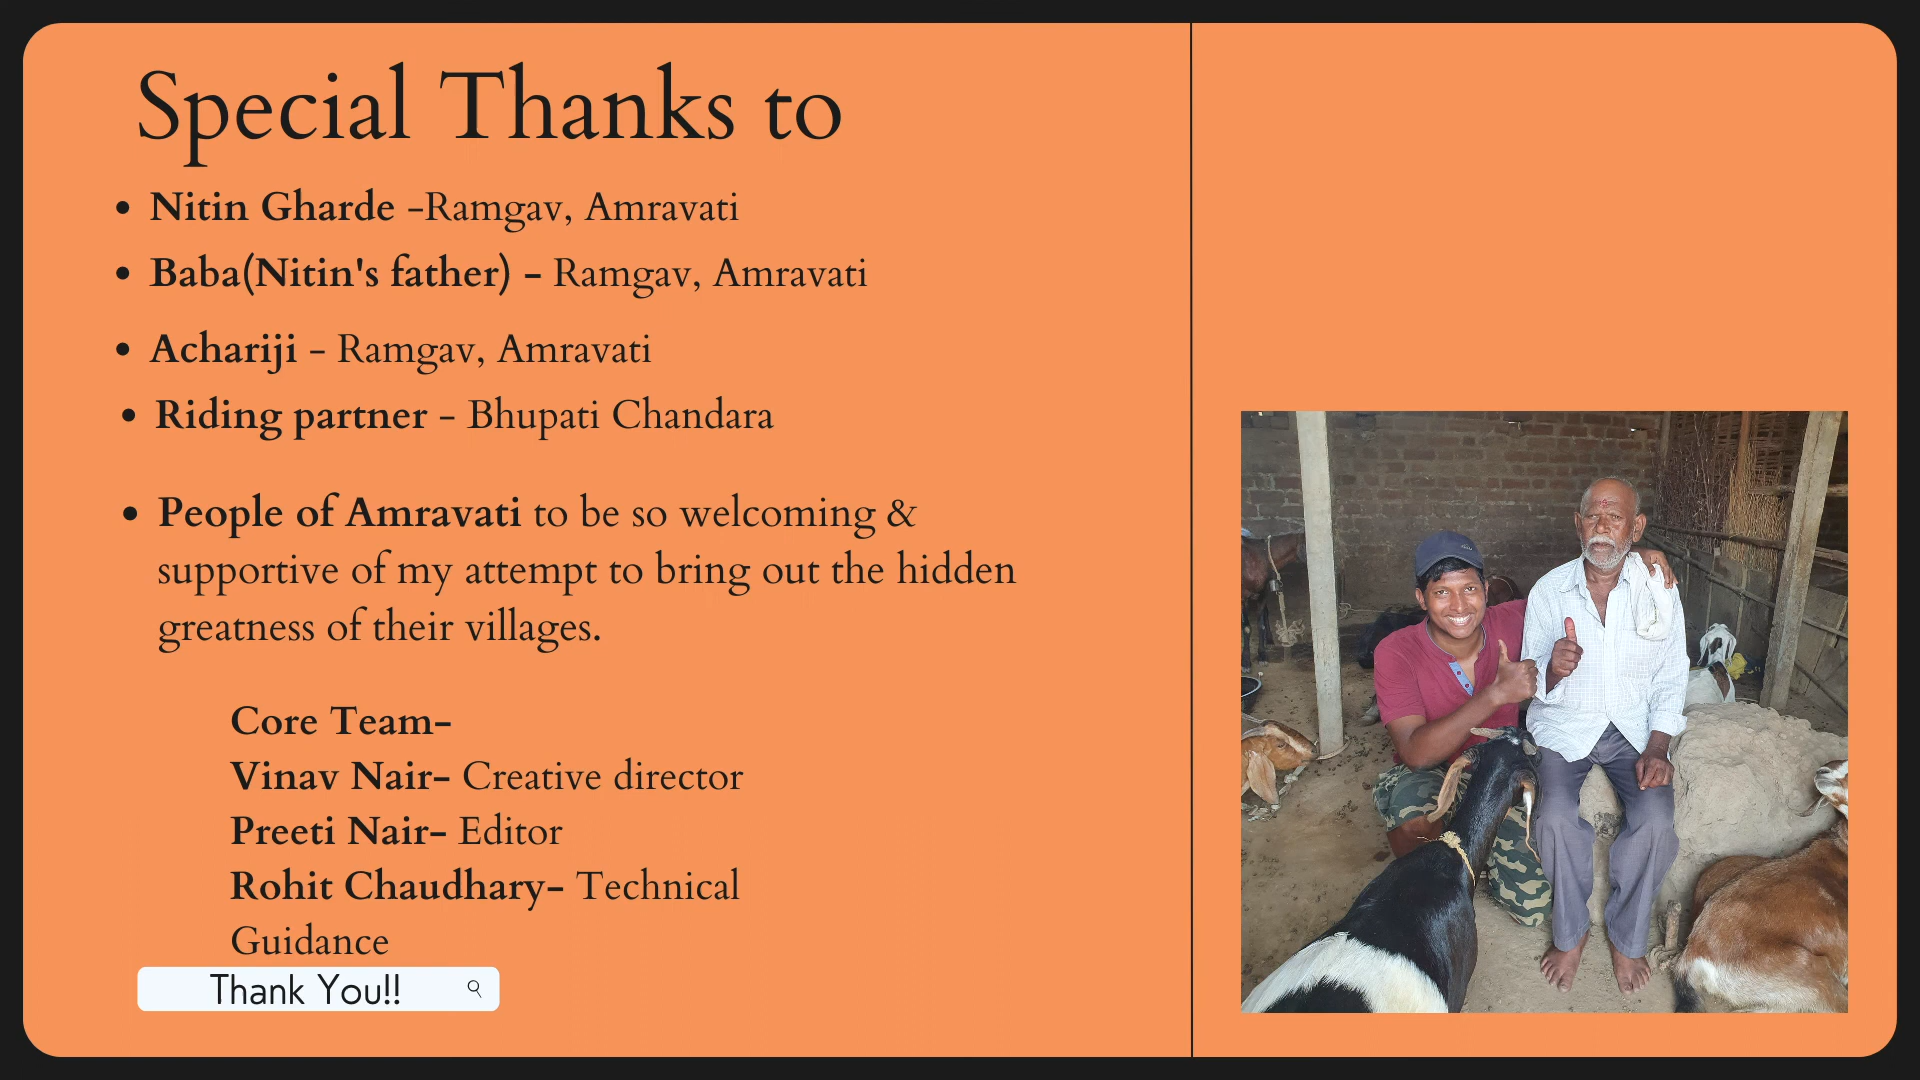 Special Thanks to
• Nitin Gharde -Ramgav, Amravati
• Baba(Nitin's father) - Ramgav, Amravati
• Achariji - Ramgav, Amravati
• Riding partner - Bhupati Chandara
• People of Amravati to be so welcoming &
supportive of my attempt to bring out the hidden
greatness of their villages.
Core Team-
Vinav Nair- Creative director
Preeti Nair- Editor
Rohit Chaudhary- Technical
Guidance
Thank You!!